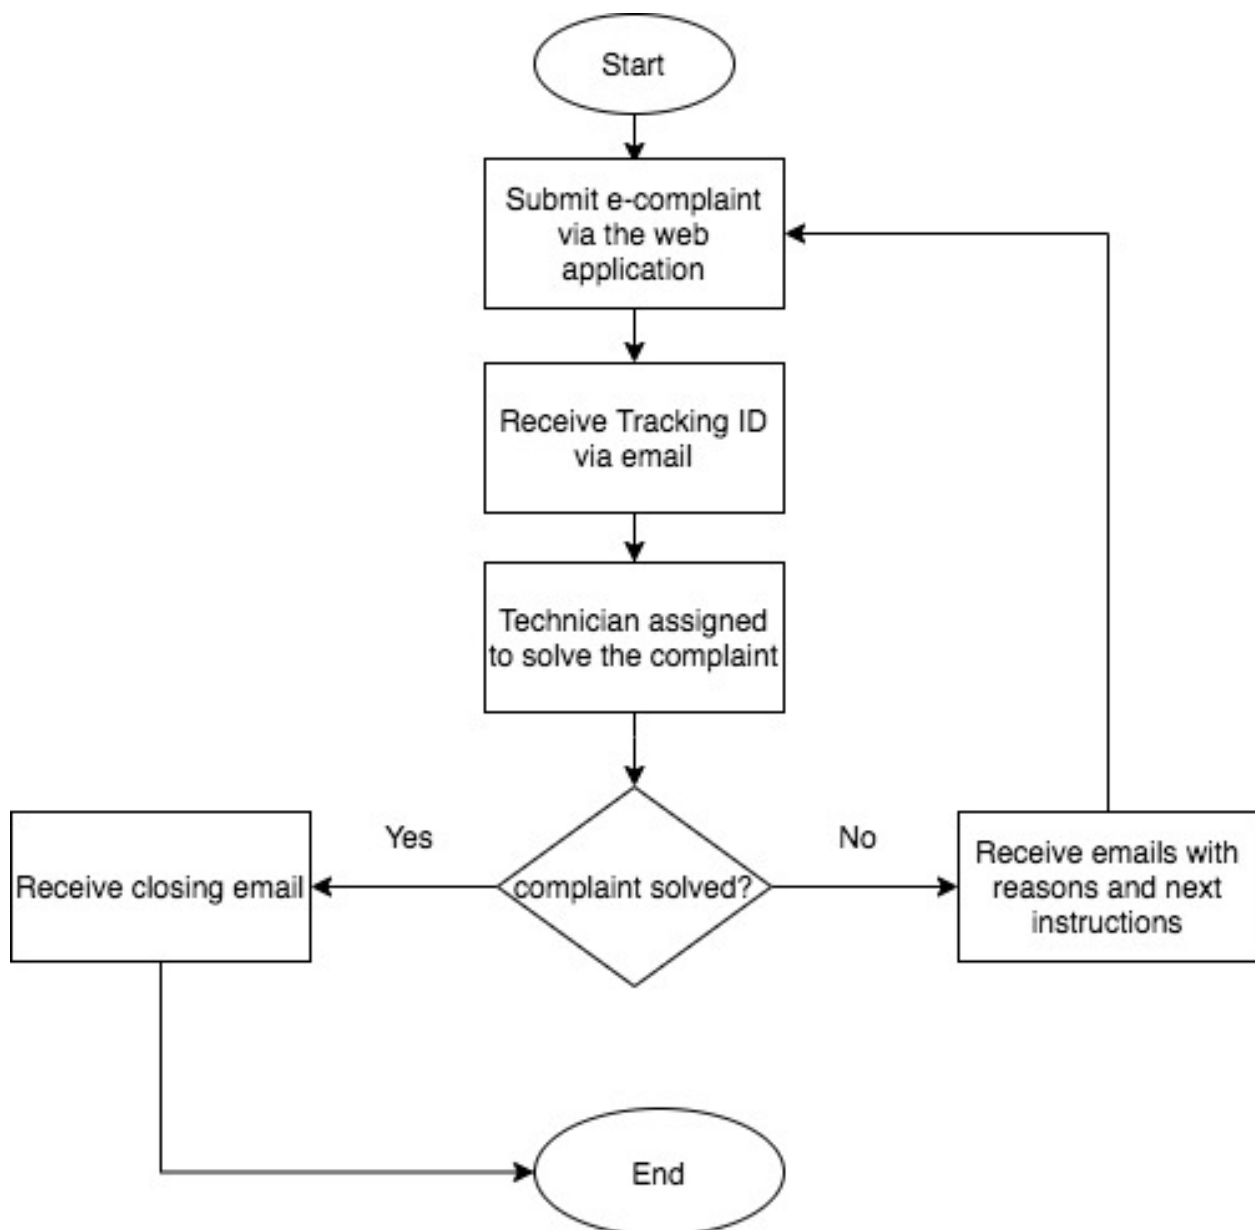 Start
Submit e-complaint
via the web
application
Receive Tracking ID
via email
Technician assigned
to solve the complaint
Yes
No
Receive closing email
complaint solved?
Receive emails with
reasons and next
instructions
End